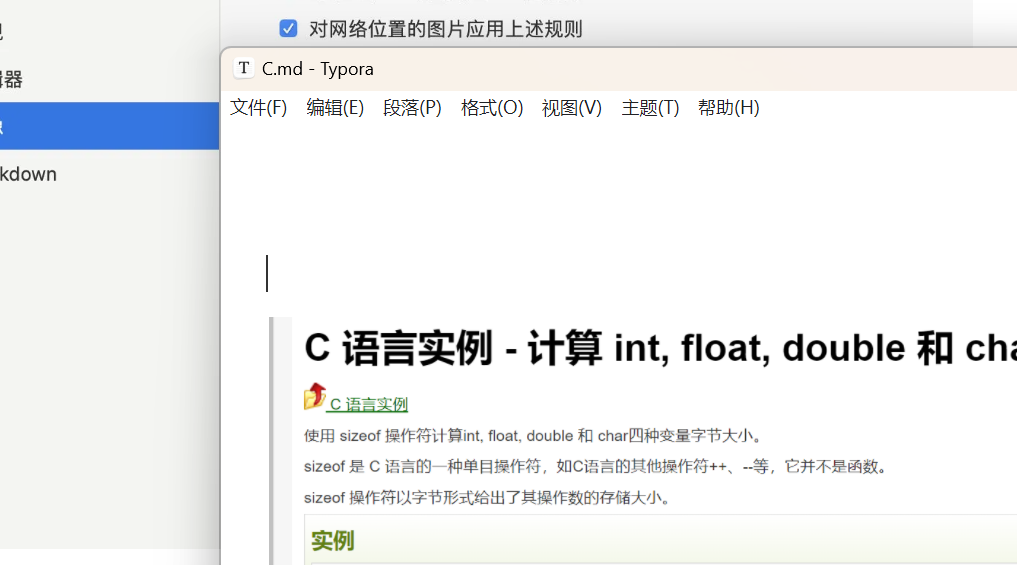 对网络位置的图片应用上述规则
器
kdown
T C.md - Typora
文件(F) 编辑(E) 段落(P) 格式(O) 视图(V) 主题(T) 帮助(H)
C 语言实例 - 计算 int, float, double 和 cha
C 语言实例
使用 sizeof 操作符计算int, float, double 和 char四种变量字节大小。
sizeof 是 C 语言的一种单目操作符，如C语言的其他操作符++、--等，它并不是函数。
sizeof 操作符以字节形式给出了其操作数的存储大小。
实例